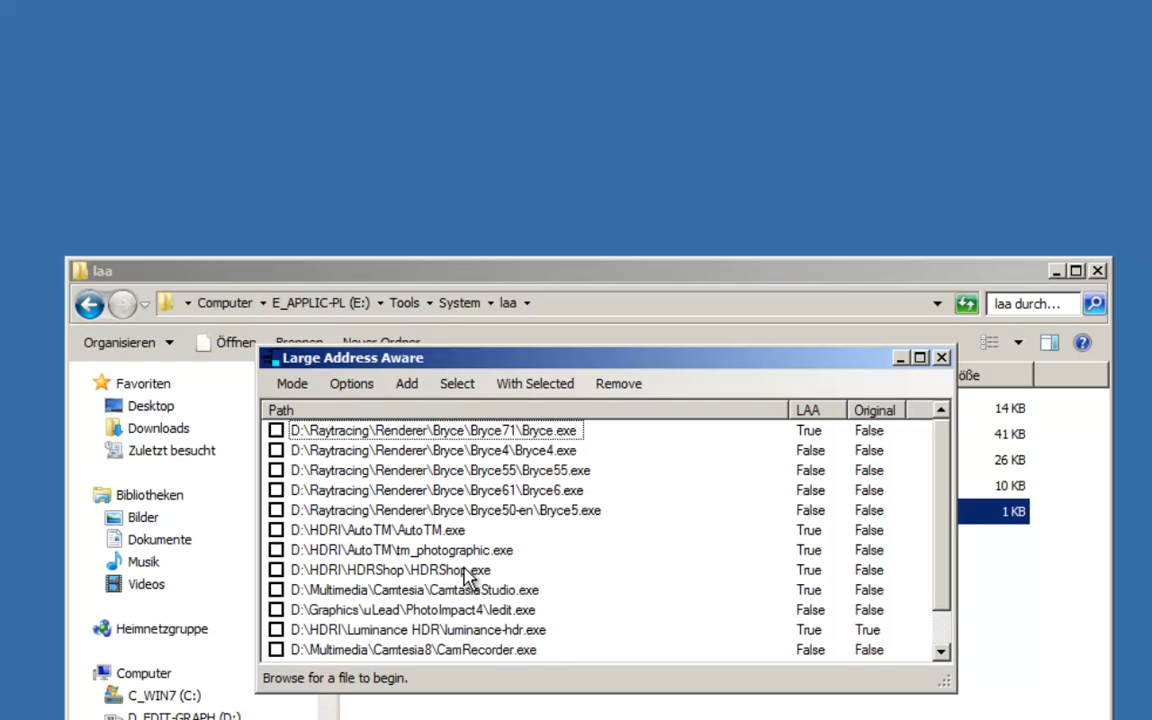 laa
Computer E_APPLIC-PL (E:) Tools System laa
laa durch...
Organisieren Öffnen Brennen Neuer Ordner
Large Address Aware
Mode Options Add Select With Selected Remove
Path LAA Original
D:\Raytracing\Renderer\Bryce\Bryce71\Bryce.exe True False
D:\Raytracing\Renderer\Bryce\Bryce4\Bryce4.exe False False
D:\Raytracing\Renderer\Bryce\Bryce55\Bryce55.exe False False
D:\Raytracing\Renderer\Bryce\Bryce61\Bryce6.exe False False
D:\Raytracing\Renderer\Bryce\Bryce50-en\Bryce5.exe False False
D:\HDRI\AutoTM\AutoTM.exe True False
D:\HDRI\AutoTM\tm_photographic.exe True False
D:\HDRI\HDRShop\HDRShop.exe True False
D:\Multimedia\Camtesia\CamtasiaStudio.exe True False
D:\Graphics\uLead\PhotoImpact4\Iedit.exe False False
D:\HDRI\Luminance HDR\luminance-hdr.exe True True
D:\Multimedia\Camtesia8\CamRecorder.exe False False
Browse for a file to begin.
Favoriten
Desktop
Downloads
Zuletzt besucht
Bibliotheken
Bilder
Dokumente
Musik
Videos
Heimnetzgruppe
Computer
C_WIN7 (C:)
D_EDIT-GRAPH (D:)
öße
14 KB
41 KB
26 KB
10 KB
1 KB